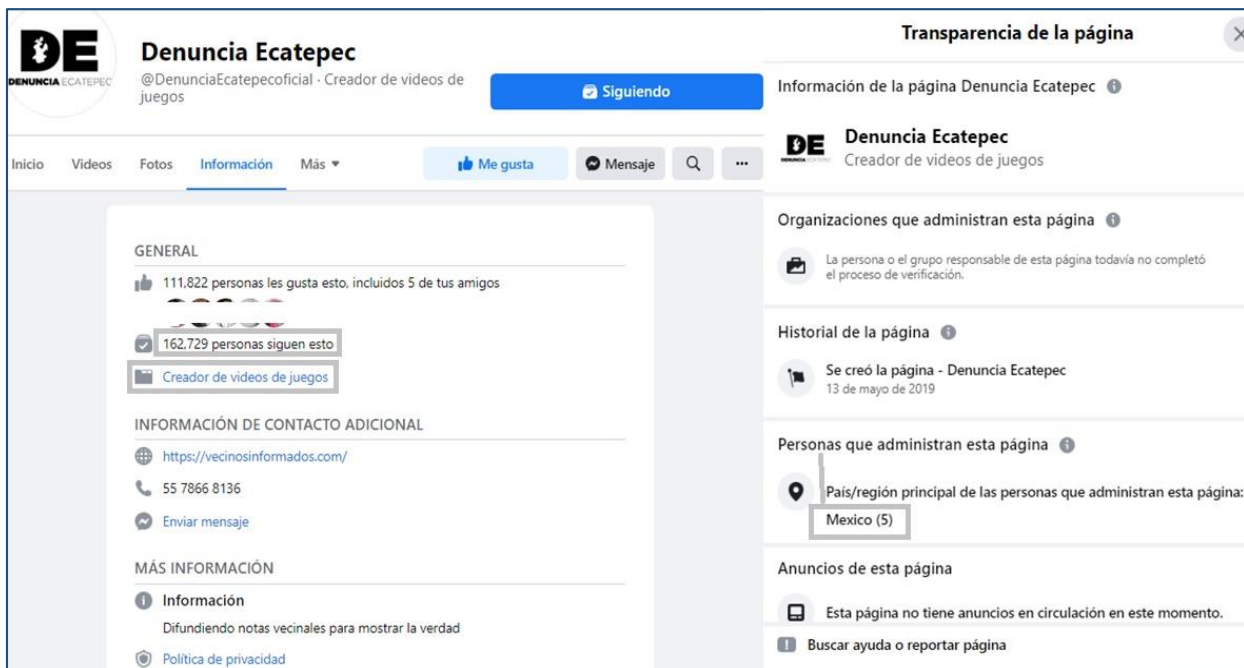 DE
DENUNCIA ECATEPEC
Denuncia Ecatepec
@DenunciaEcatepecoficial · Creador de videos de
juegos
Siguiendo
Inicio Videos Fotos Información Más
Me gusta
Mensaje
GENERAL
111,822 personas les gusta esto, incluidos 5 de tus amigos
162,729 personas siguen esto
Creador de videos de juegos
INFORMACIÓN DE CONTACTO ADICIONAL
https://vecinosinformados.com/
55 7866 8136
Enviar mensaje
MÁS INFORMACIÓN
Información
Difundiendo notas vecinales para mostrar la verdad
Política de privacidad
Transparencia de la página
Información de la página Denuncia Ecatepec
DE
Denuncia Ecatepec
Creador de videos de juegos
Organizaciones que administran esta página
La persona o el grupo responsable de esta página todavía no completó
el proceso de verificación.
Historial de la página
Se creó la página - Denuncia Ecatepec
13 de mayo de 2019
Personas que administran esta página
País/región principal de las personas que administran esta página:
Mexico (5)
Anuncios de esta página
Esta página no tiene anuncios en circulación en este momento.
Buscar ayuda o reportar página